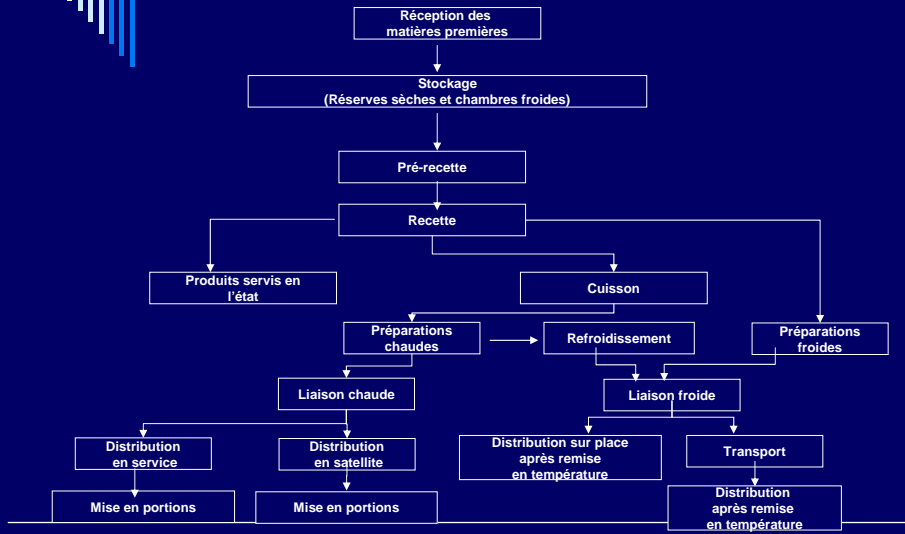 Réception des
matières premières
Stockage
(Réserves sèches et chambres froides)
Pré-recette
Recette
Produits servis en
l'état
Cuisson
Préparations
chaudes
Refroidissement
Préparations
froides
Liaison chaude
Liaison froide
Distribution
en service
Distribution
en satellite
Distribution sur place
après remise
en température
Transport
Mise en portions
Mise en portions
Distribution
après remise
en température